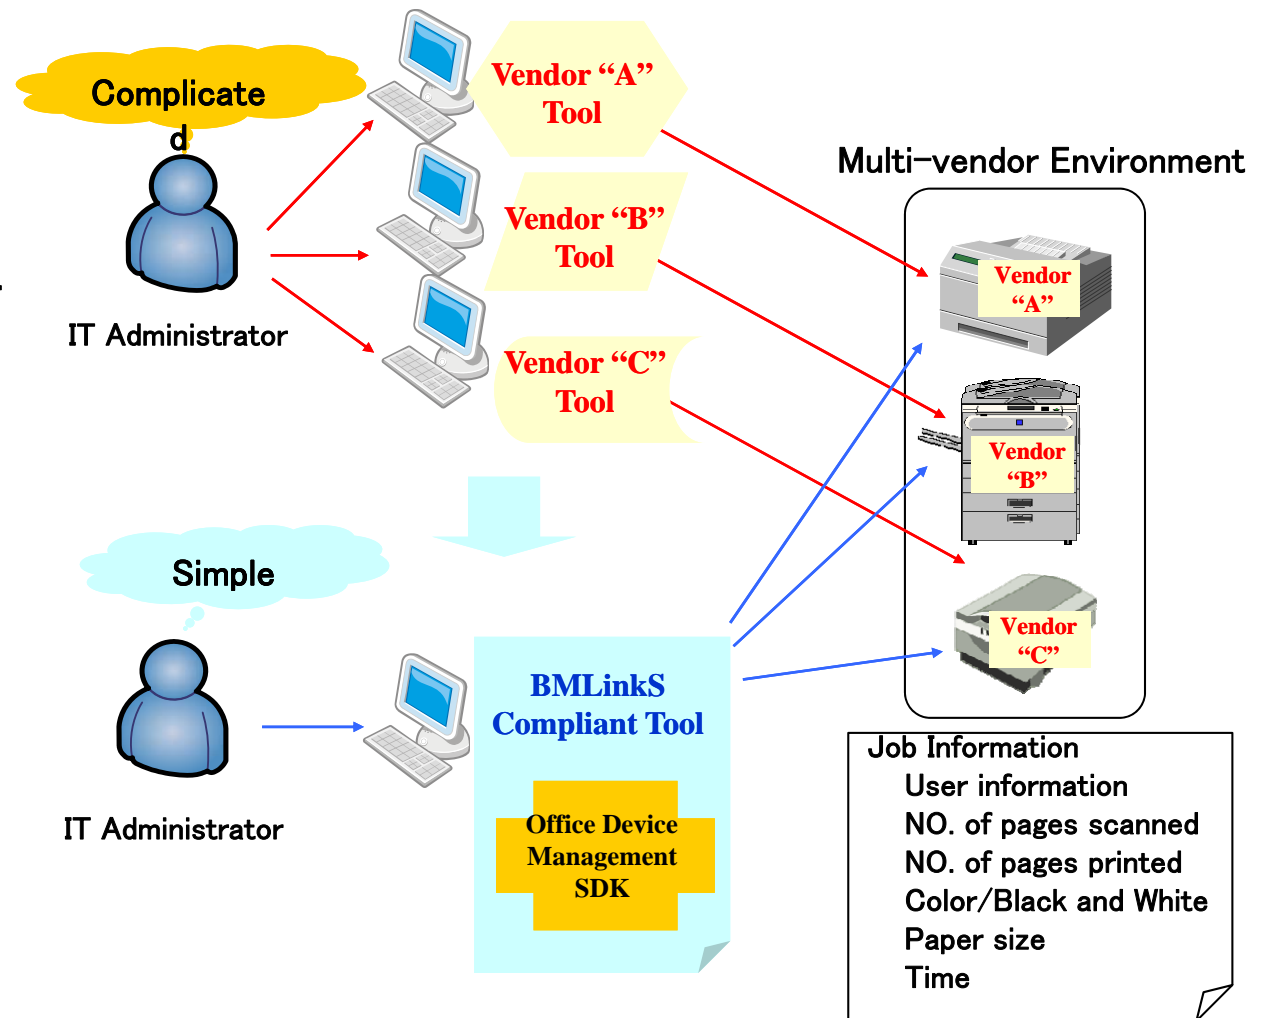 Complicate
d
IT Administrator
Vendor “A”
Tool
Vendor “B”
Tool
Vendor “C”
Tool
Multi-vendor Environment
Vendor
“A”
Vendor
“B”
Vendor
“C”
Simple
IT Administrator
BMLinkS
Compliant Tool
Office Device
Management
SDK
Job Information
User information
NO. of pages scanned
NO. of pages printed
Color/Black and White
Paper size
Time